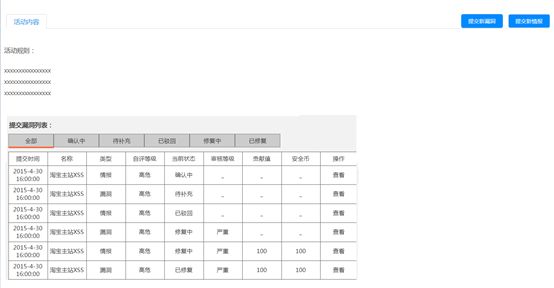 活动内容 提交新漏洞 提交新情报
活动规则：
xxxxxxxxxxxxxxxxx
xxxxxxxxxxxxxxxxx
xxxxxxxxxxxxxxxxx
提交漏洞列表：
全部 确认中 待补充 已驳回 修复中 已修复
提交时间 名称 类型 自评等级 当前状态 审核等级 贡献值 安全币 操作
2015-4-30 16:00:00 淘宝主站XSS 情报 高危 确认中 _ _ _ 查看
2015-4-30 16:00:00 淘宝主站XSS 漏洞 高危 待补充 _ _ _ 查看
2015-4-30 16:00:00 淘宝主站XSS 情报 高危 已驳回 _ _ _ 查看
2015-4-30 16:00:00 淘宝主站XSS 漏洞 高危 修复中 严重 _ _ 查看
2015-4-30 16:00:00 淘宝主站XSS 情报 高危 修复中 严重 100 100 查看
2015-4-30 16:00:00 淘宝主站XSS 漏洞 高危 已修复 严重 100 100 查看